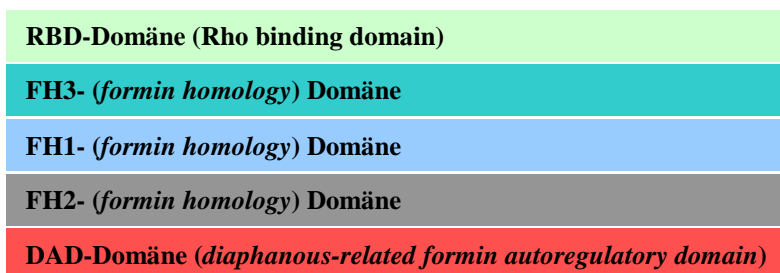 RBD-Domäne (Rho binding domain)
FH3- (formin homology) Domäne
FH1- (formin homology) Domäne
FH2- (formin homology) Domäne
DAD-Domäne (diaphanous-related formin autoregulatory domain)